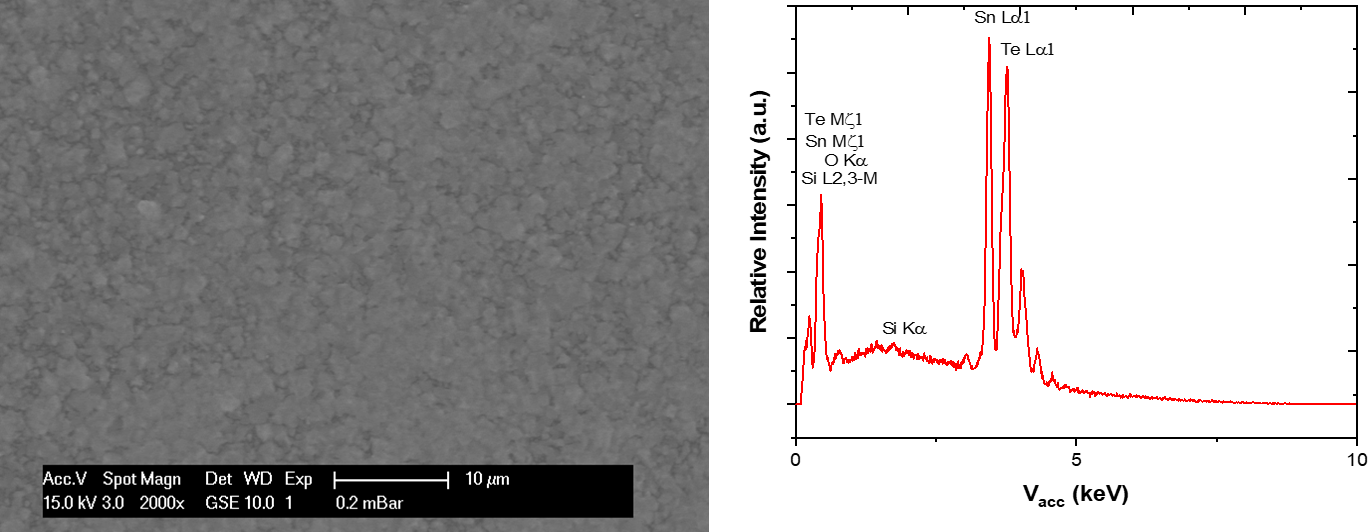 Acc.V Spot Magn Det WD Exp 10 µm
15.0 kV 3.0 2000x GSE 10.0 1 0.2 mBar
Sn Lα1
Te Lα1
Te Mζ1
Sn Mζ1
O Kα
Si L2,3-M
Si Kα
Relative Intensity (a.u.)
0 5 10
Vacc (keV)